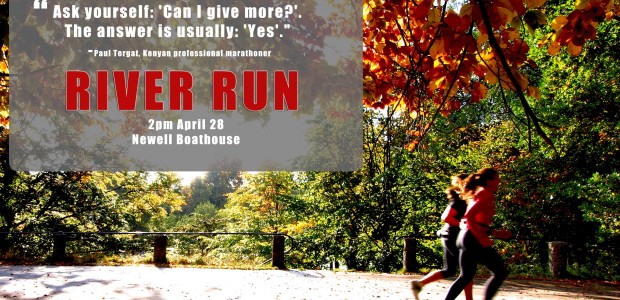 “ Ask yourself: 'Can I give more?'.
The answer is usually: 'Yes'."
-Paul Tergat, Kenyan professional marathoner
RIVER RUN
2pm April 28
Newell Boathouse